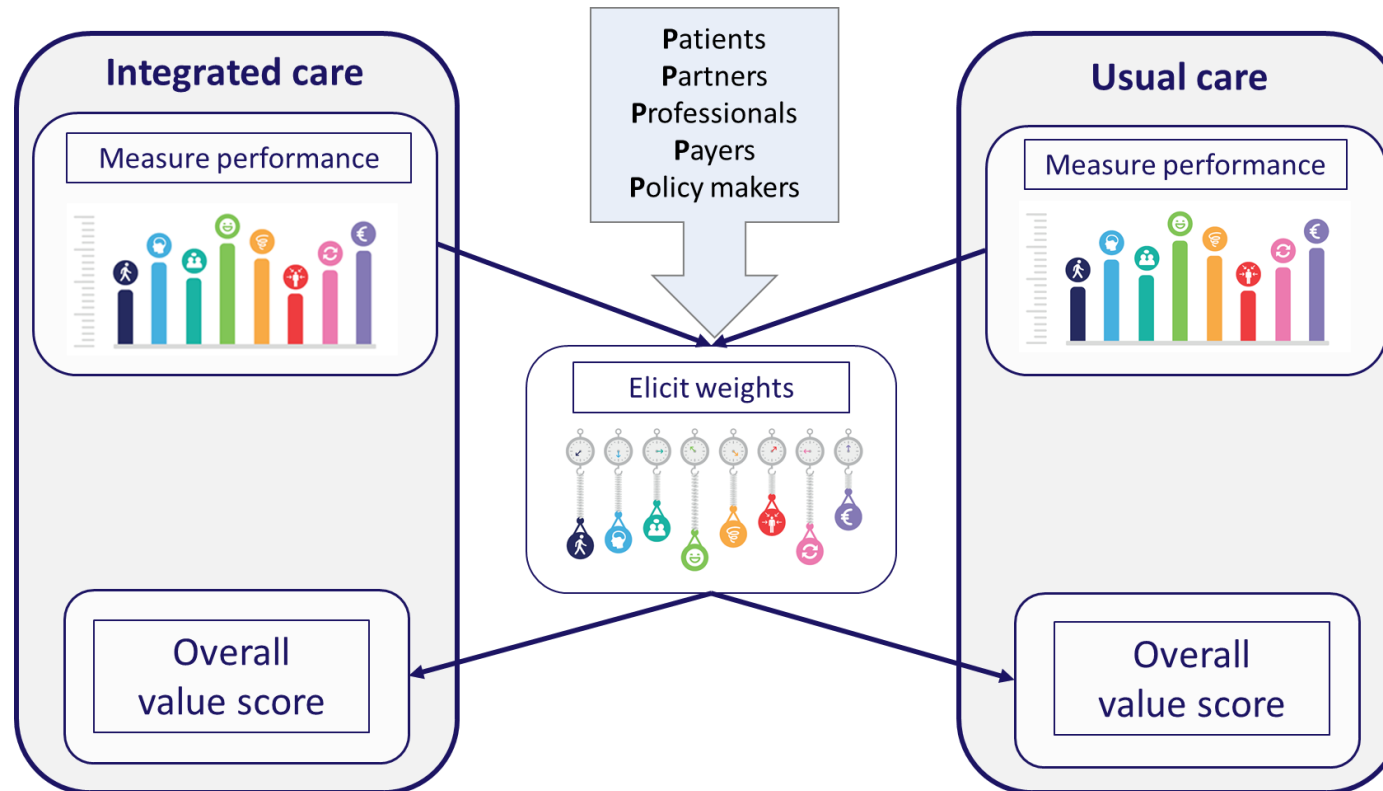 Integrated care
Measure performance
€
Overall
value score
Patients
Partners
Professionals
Payers
Policy makers
Elicit weights
€
Usual care
Measure performance
€
Overall
value score